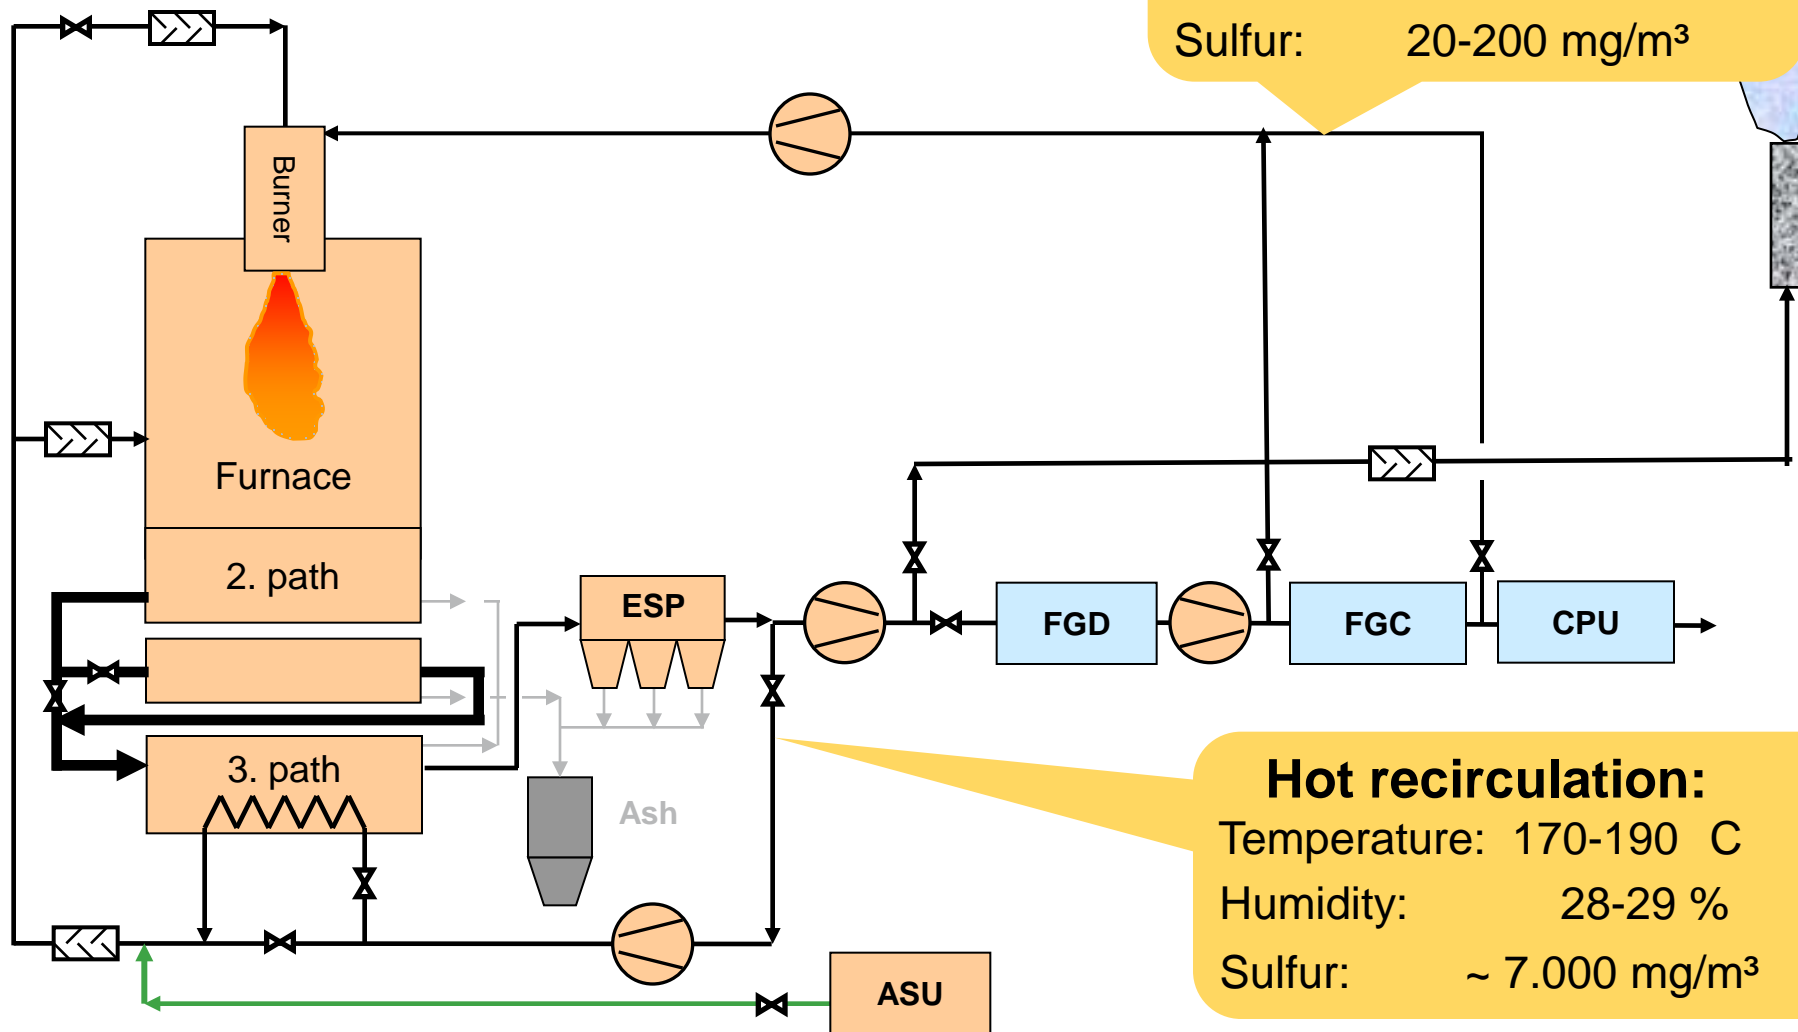 Sulfur: 20-200 mg/m³
Burner
Furnace
2. path
ESP
FGD
FGC
CPU
3. path
Ash
Hot recirculation:
Temperature: 170-190 C
Humidity: 28-29 %
Sulfur: ~ 7.000 mg/m³
ASU